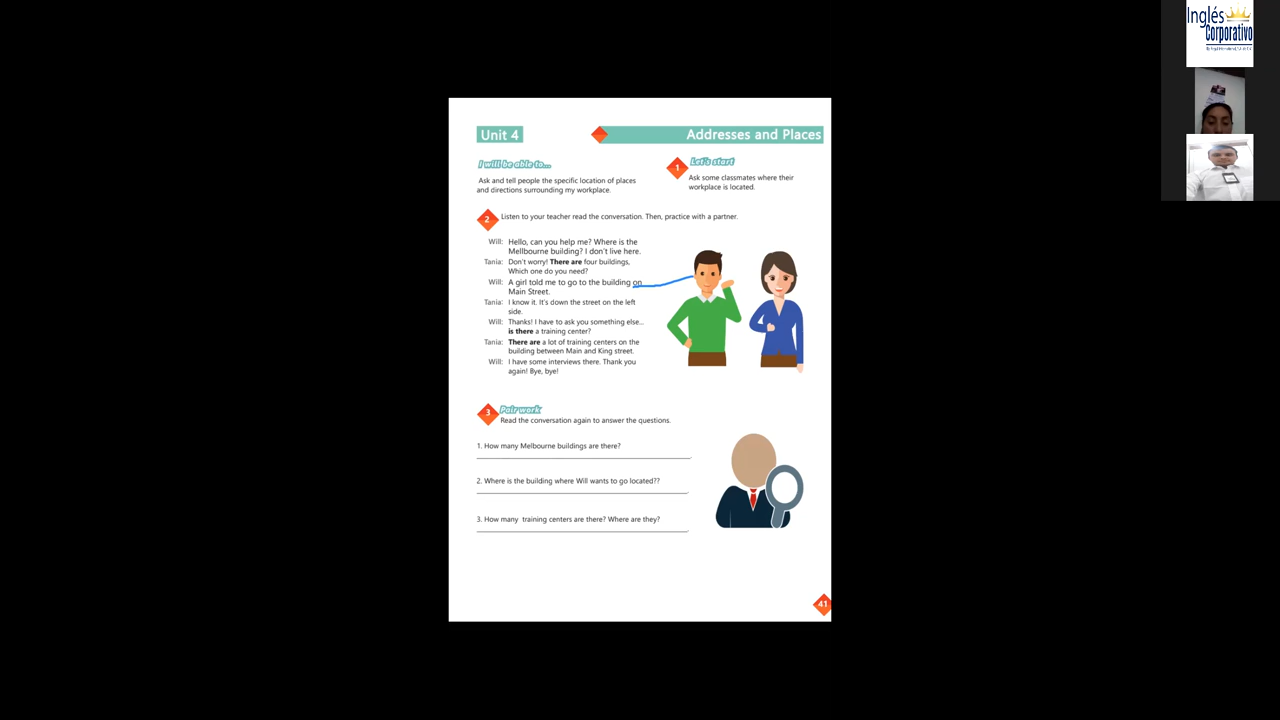 Inglés
Corporativo
Unit 4
Addresses and Places
I will be able to...
Ask and tell people the specific location of places
and directions surrounding my workplace.
1
Let's start
Ask some classmates where their
workplace is located.
2
Listen to your teacher read the conversation. Then, practice with a partner.
Will: Hello, can you help me? Where is the
Mellbourne building? I don't live here.
Tania: Don't worry! There are four buildings,
Which one do you need?
Will: A girl told me to go to the building on
Main Street.
Tania: I know it. It's down the street on the left
side.
Will: Thanks! I have to ask you something else...
is there a training center?
Tania: There are a lot of training centers on the
building between Main and King street.
Will: I have some interviews there. Thank you
again! Bye, bye!
3
Pair work
Read the conversation again to answer the questions.
1. How many Melbourne buildings are there?
2. Where is the building where Will wants to go located??
3. How many training centers are there? Where are they?
41